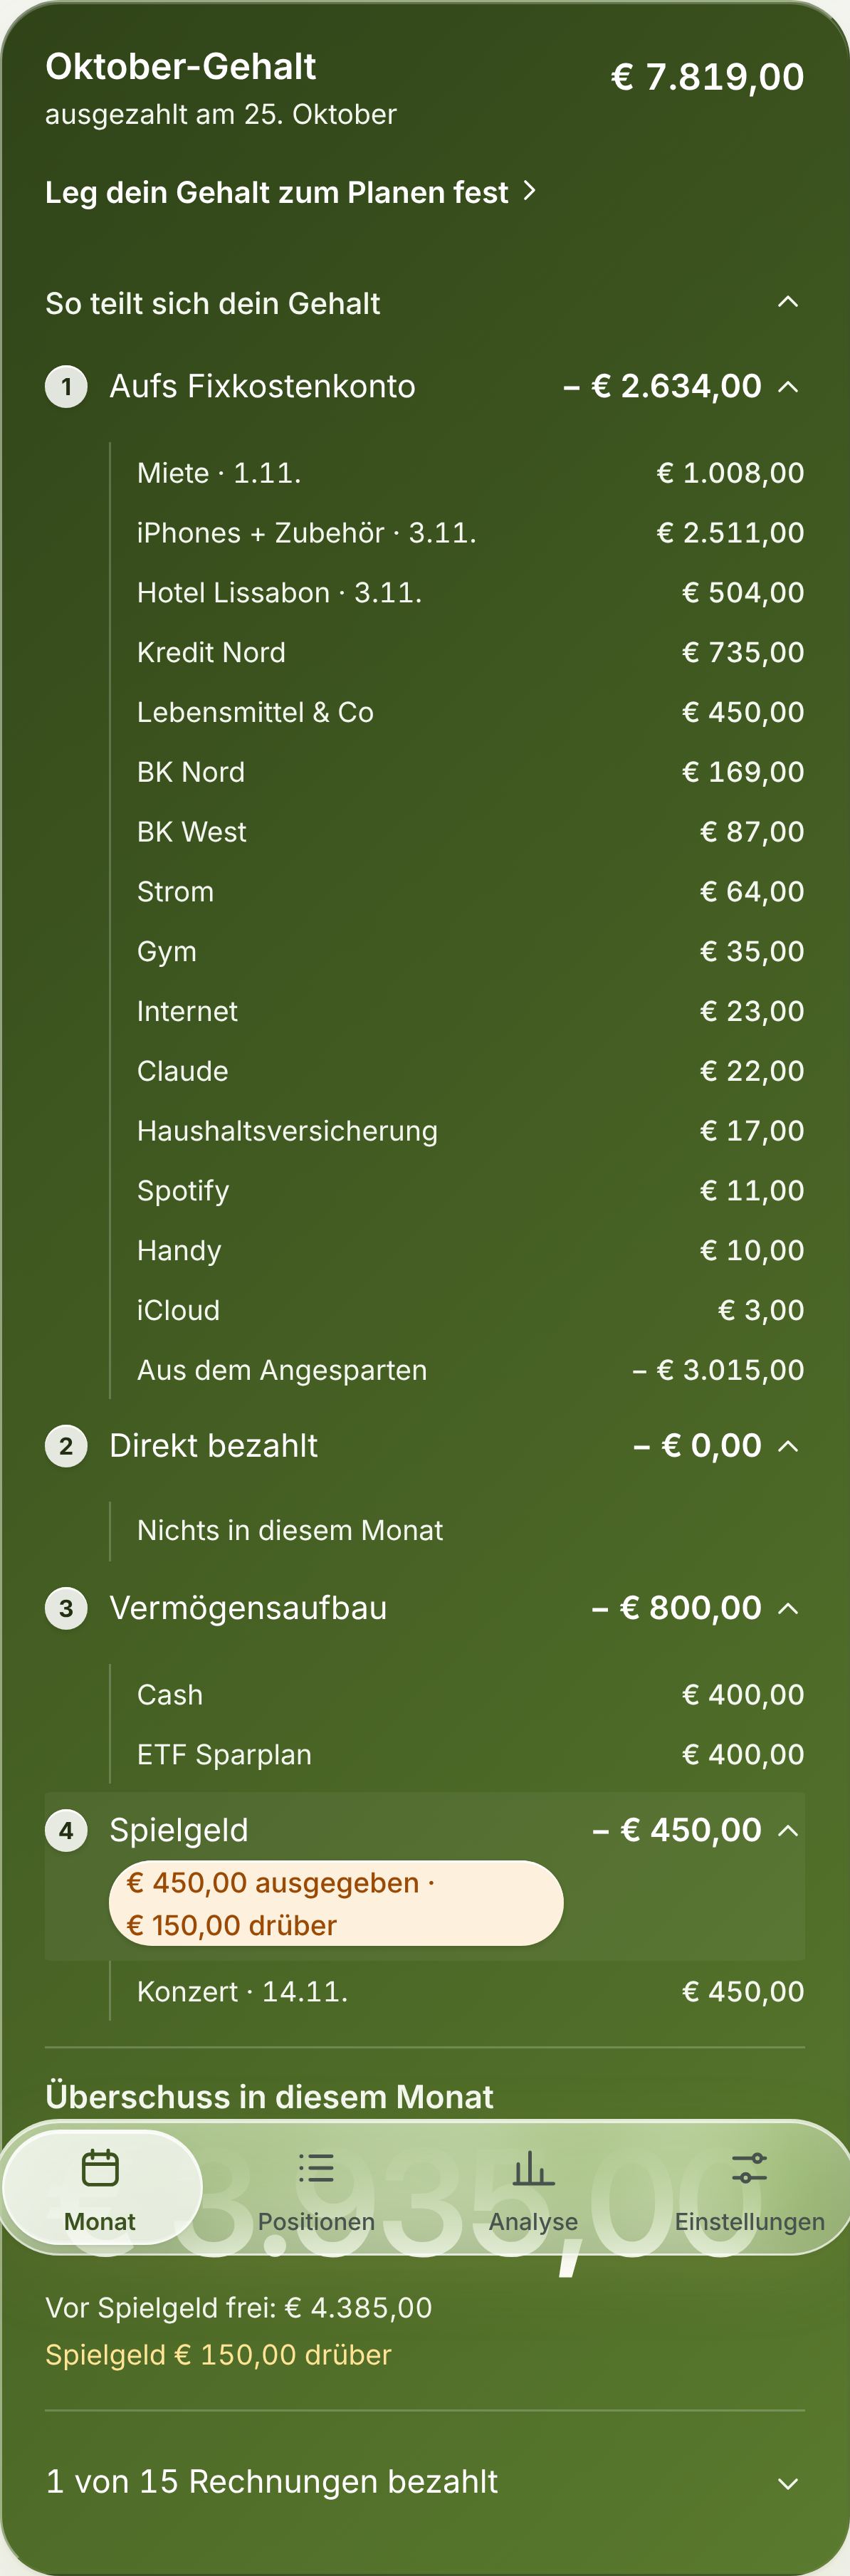 Oktober-Gehalt
€ 7.819,00
ausgezahlt am 25. Oktober
Leg dein Gehalt zum Planen fest
So teilt sich dein Gehalt
1 Aufs Fixkostenkonto – € 2.634,00
Miete · 1.11. € 1.008,00
iPhones + Zubehör · 3.11. € 2.511,00
Hotel Lissabon · 3.11. € 504,00
Kredit Nord € 735,00
Lebensmittel & Co € 450,00
BK Nord € 169,00
BK West € 87,00
Strom € 64,00
Gym € 35,00
Internet € 23,00
Claude € 22,00
Haushaltsversicherung € 17,00
Spotify € 11,00
Handy € 10,00
iCloud € 3,00
Aus dem Angesparten – € 3.015,00
2 Direkt bezahlt – € 0,00
Nichts in diesem Monat
3 Vermögensaufbau – € 800,00
Cash € 400,00
ETF Sparplan € 400,00
4 Spielgeld – € 450,00
€ 450,00 ausgegeben ·
€ 150,00 drüber
Konzert · 14.11. € 450,00
Überschuss in diesem Monat
€ 3.935,00
Monat Positionen Analyse Einstellungen
Vor Spielgeld frei: € 4.385,00
Spielgeld € 150,00 drüber
1 von 15 Rechnungen bezahlt